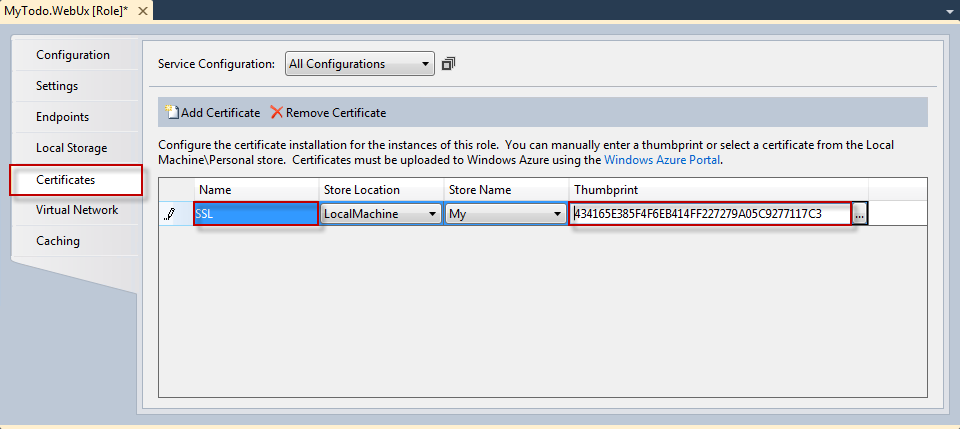 MyTodo.WebUx [Role]* ✕
Configuration
Settings
Endpoints
Local Storage
Certificates
Virtual Network
Caching
Service Configuration: All Configurations
Add Certificate Remove Certificate
Configure the certificate installation for the instances of this role. You can manually enter a thumbprint or select a certificate from the Local
Machine\Personal store. Certificates must be uploaded to Windows Azure using the Windows Azure Portal.
Name Store Location Store Name Thumbprint
SSL LocalMachine My 434165E385F4F6EB414FF227279A05C9277117C3 ...